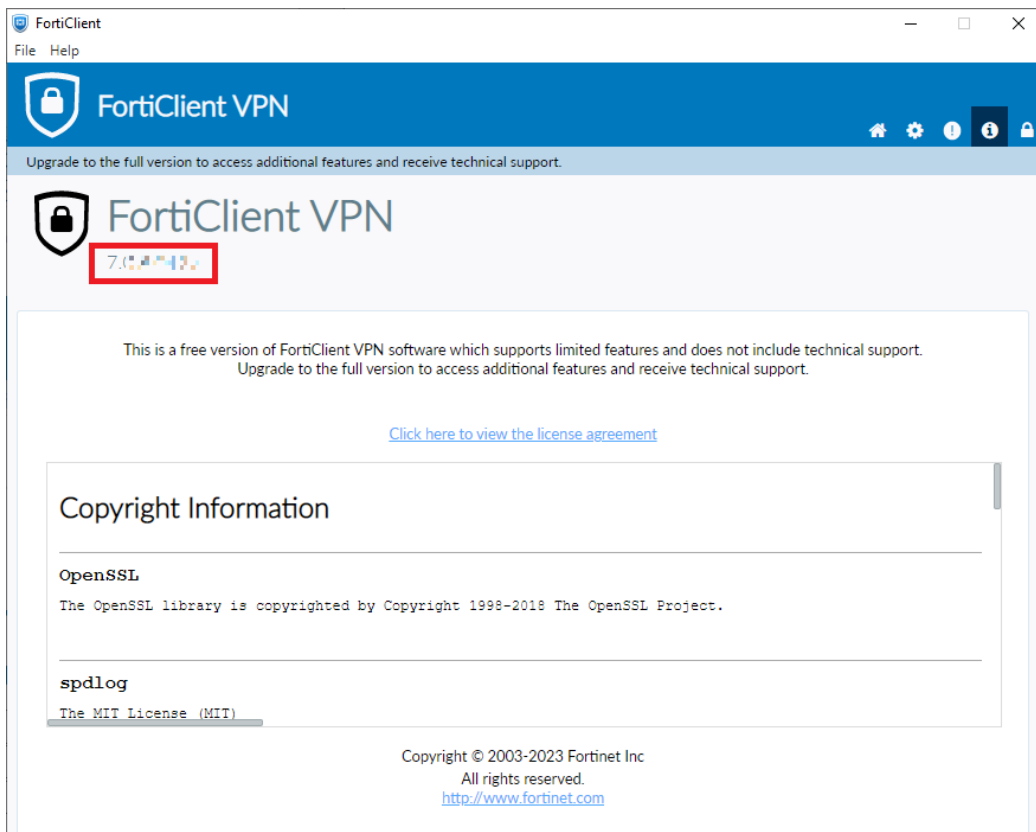 FortiClient
File Help
FortiClient VPN
Upgrade to the full version to access additional features and receive technical support.
FortiClient VPN
This is a free version of FortiClient VPN software which supports limited features and does not include technical support.
Upgrade to the full version to access additional features and receive technical support.
Click here to view the license agreement
Copyright Information
OpenSSL
The OpenSSL library is copyrighted by Copyright 1998-2018 The OpenSSL Project.
spdlog
The MIT License (MIT)
Copyright © 2003-2023 Fortinet Inc
All rights reserved.
http://www.fortinet.com